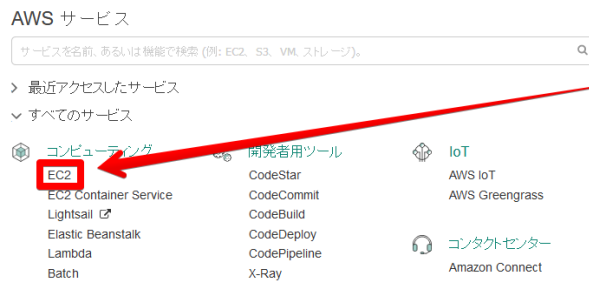 AWS サービス
サービスを名前、あるいは機能で検索 (例: EC2、S3、VM、ストレージ)。
最近アクセスしたサービス
すべてのサービス
コンピューティング
EC2
EC2 Container Service
Lightsail
Elastic Beanstalk
Lambda
Batch
開発者用ツール
CodeStar
CodeCommit
CodeBuild
CodeDeploy
CodePipeline
X-Ray
IoT
AWS IoT
AWS Greengrass
コンタクトセンター
Amazon Connect